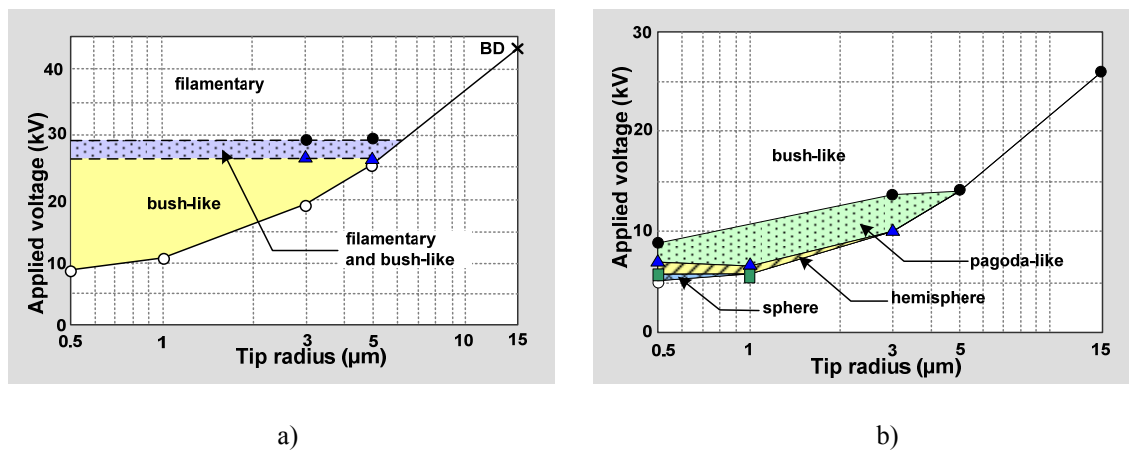 BD
40
filamentary
30
20
bush-like
filamentary
and bush-like
10
0
0.5 1 3 5 10 15
Tip radius (µm)
Applied voltage (kV)
a)
30
20
bush-like
10
pagoda-like
hemisphere
sphere
0
0.5 1 3 5 15
Tip radius (µm)
Applied voltage (kV)
b)